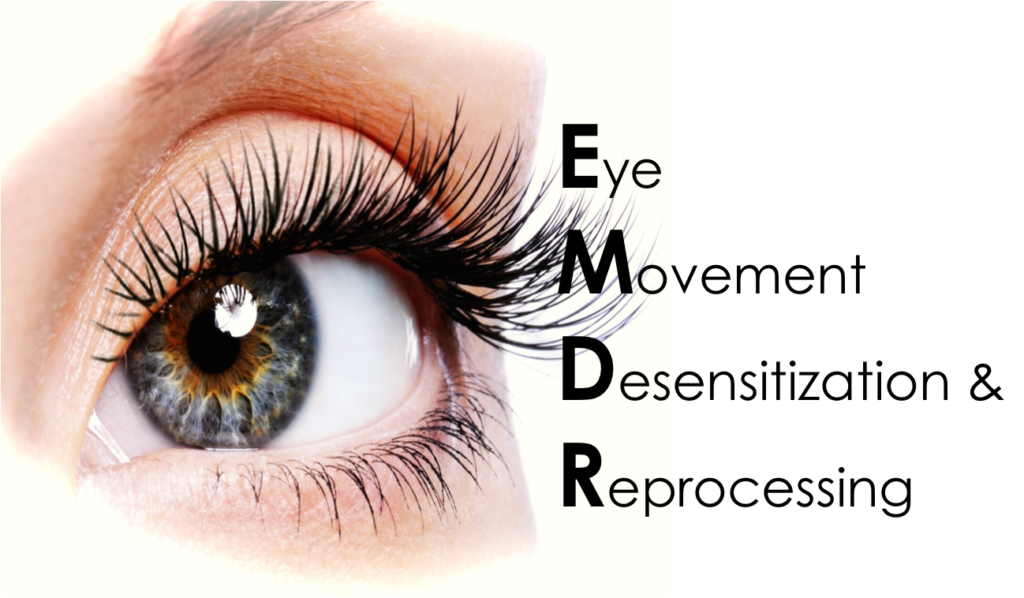 Eye
Movement
Desensitization &
Reprocessing